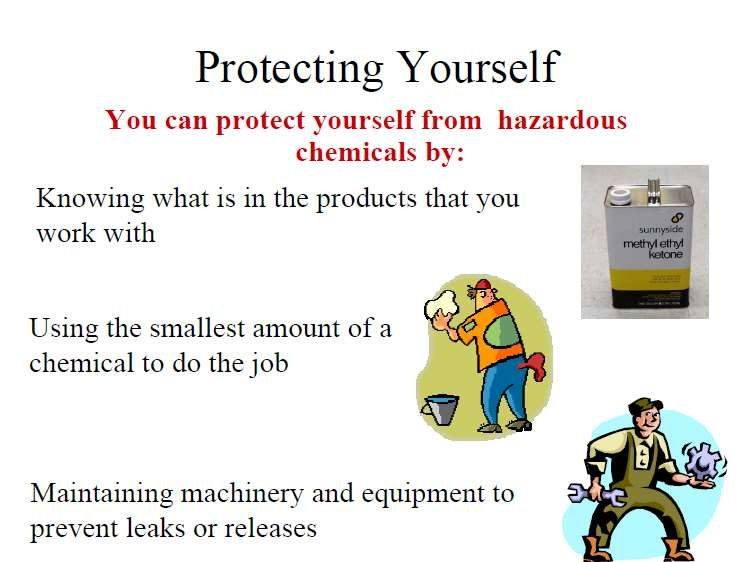 Protecting Yourself
You can protect yourself from hazardous
chemicals by:
Knowing what is in the products that you
work with
sunnyside
methyl ethyl
ketone
Using the smallest amount of a
chemical to do the job
Maintaining machinery and equipment to
prevent leaks or releases